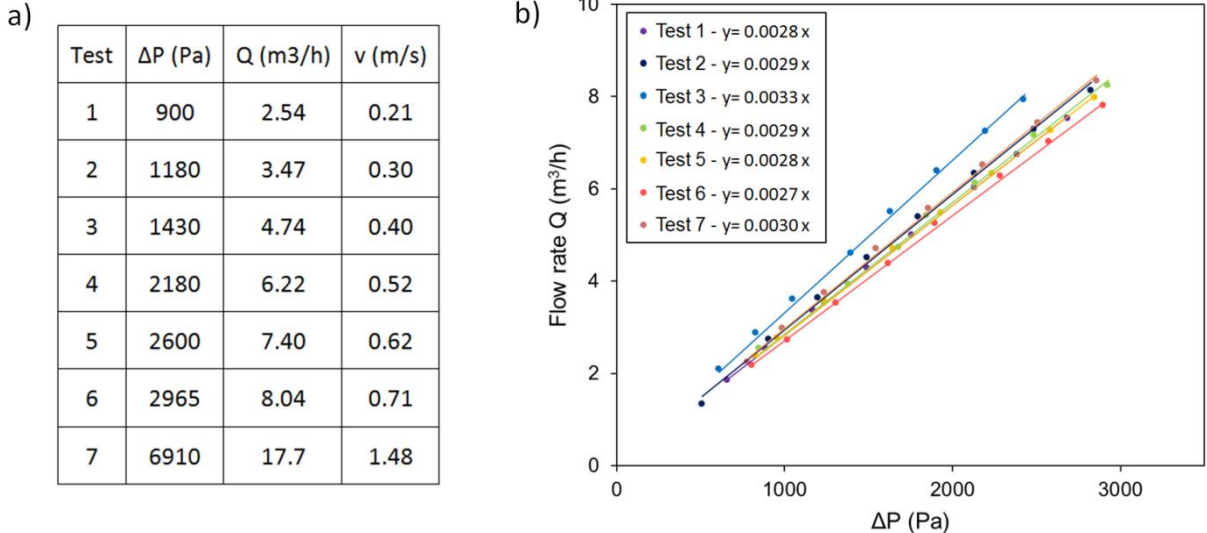 a)
Test ΔP (Pa) Q (m3/h) v (m/s)
1 900 2.54 0.21
2 1180 3.47 0.30
3 1430 4.74 0.40
4 2180 6.22 0.52
5 2600 7.40 0.62
6 2965 8.04 0.71
7 6910 17.7 1.48
b)
Flow rate Q (m³/h)
10
8
6
4
2
0
Test 1 - y= 0.0028 x
Test 2 - y= 0.0029 x
Test 3 - y= 0.0033 x
Test 4 - y= 0.0029 x
Test 5 - y= 0.0028 x
Test 6 - y= 0.0027 x
Test 7 - y= 0.0030 x
0 1000 2000 3000
ΔP (Pa)